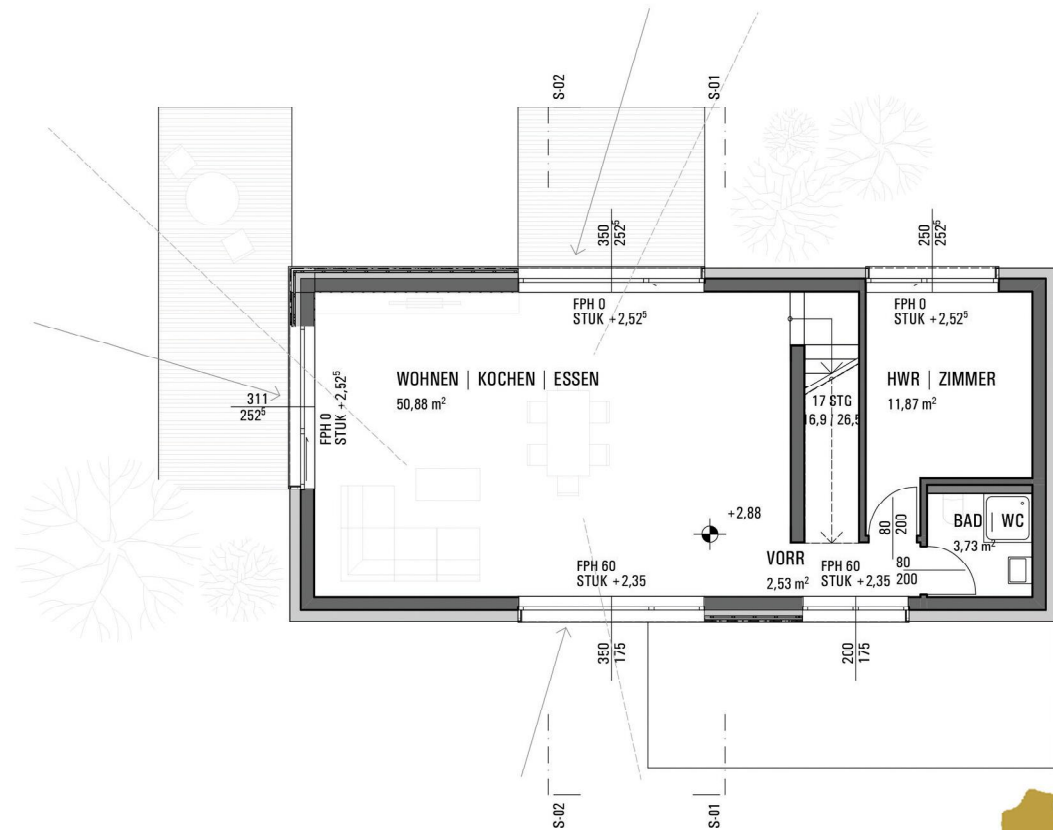 S-02
S-01
350
252⁵
250
252⁵
FPH 0
STUK +2,52⁵
FPH 0
STUK +2,52⁵
WOHNEN | KOCHEN | ESSEN
50,88 m²
HWR | ZIMMER
11,87 m²
311
252⁵
FPH 0
STUK +2,52⁵
17 STG
16,9 / 26,5
+2.88
80
200
BAD | WC
3,73 m²
VORR
2,53 m²
FPH 60
STUK +2,35
FPH 60
STUK +2,35
80
200
350
175
200
175
S-02
S-01